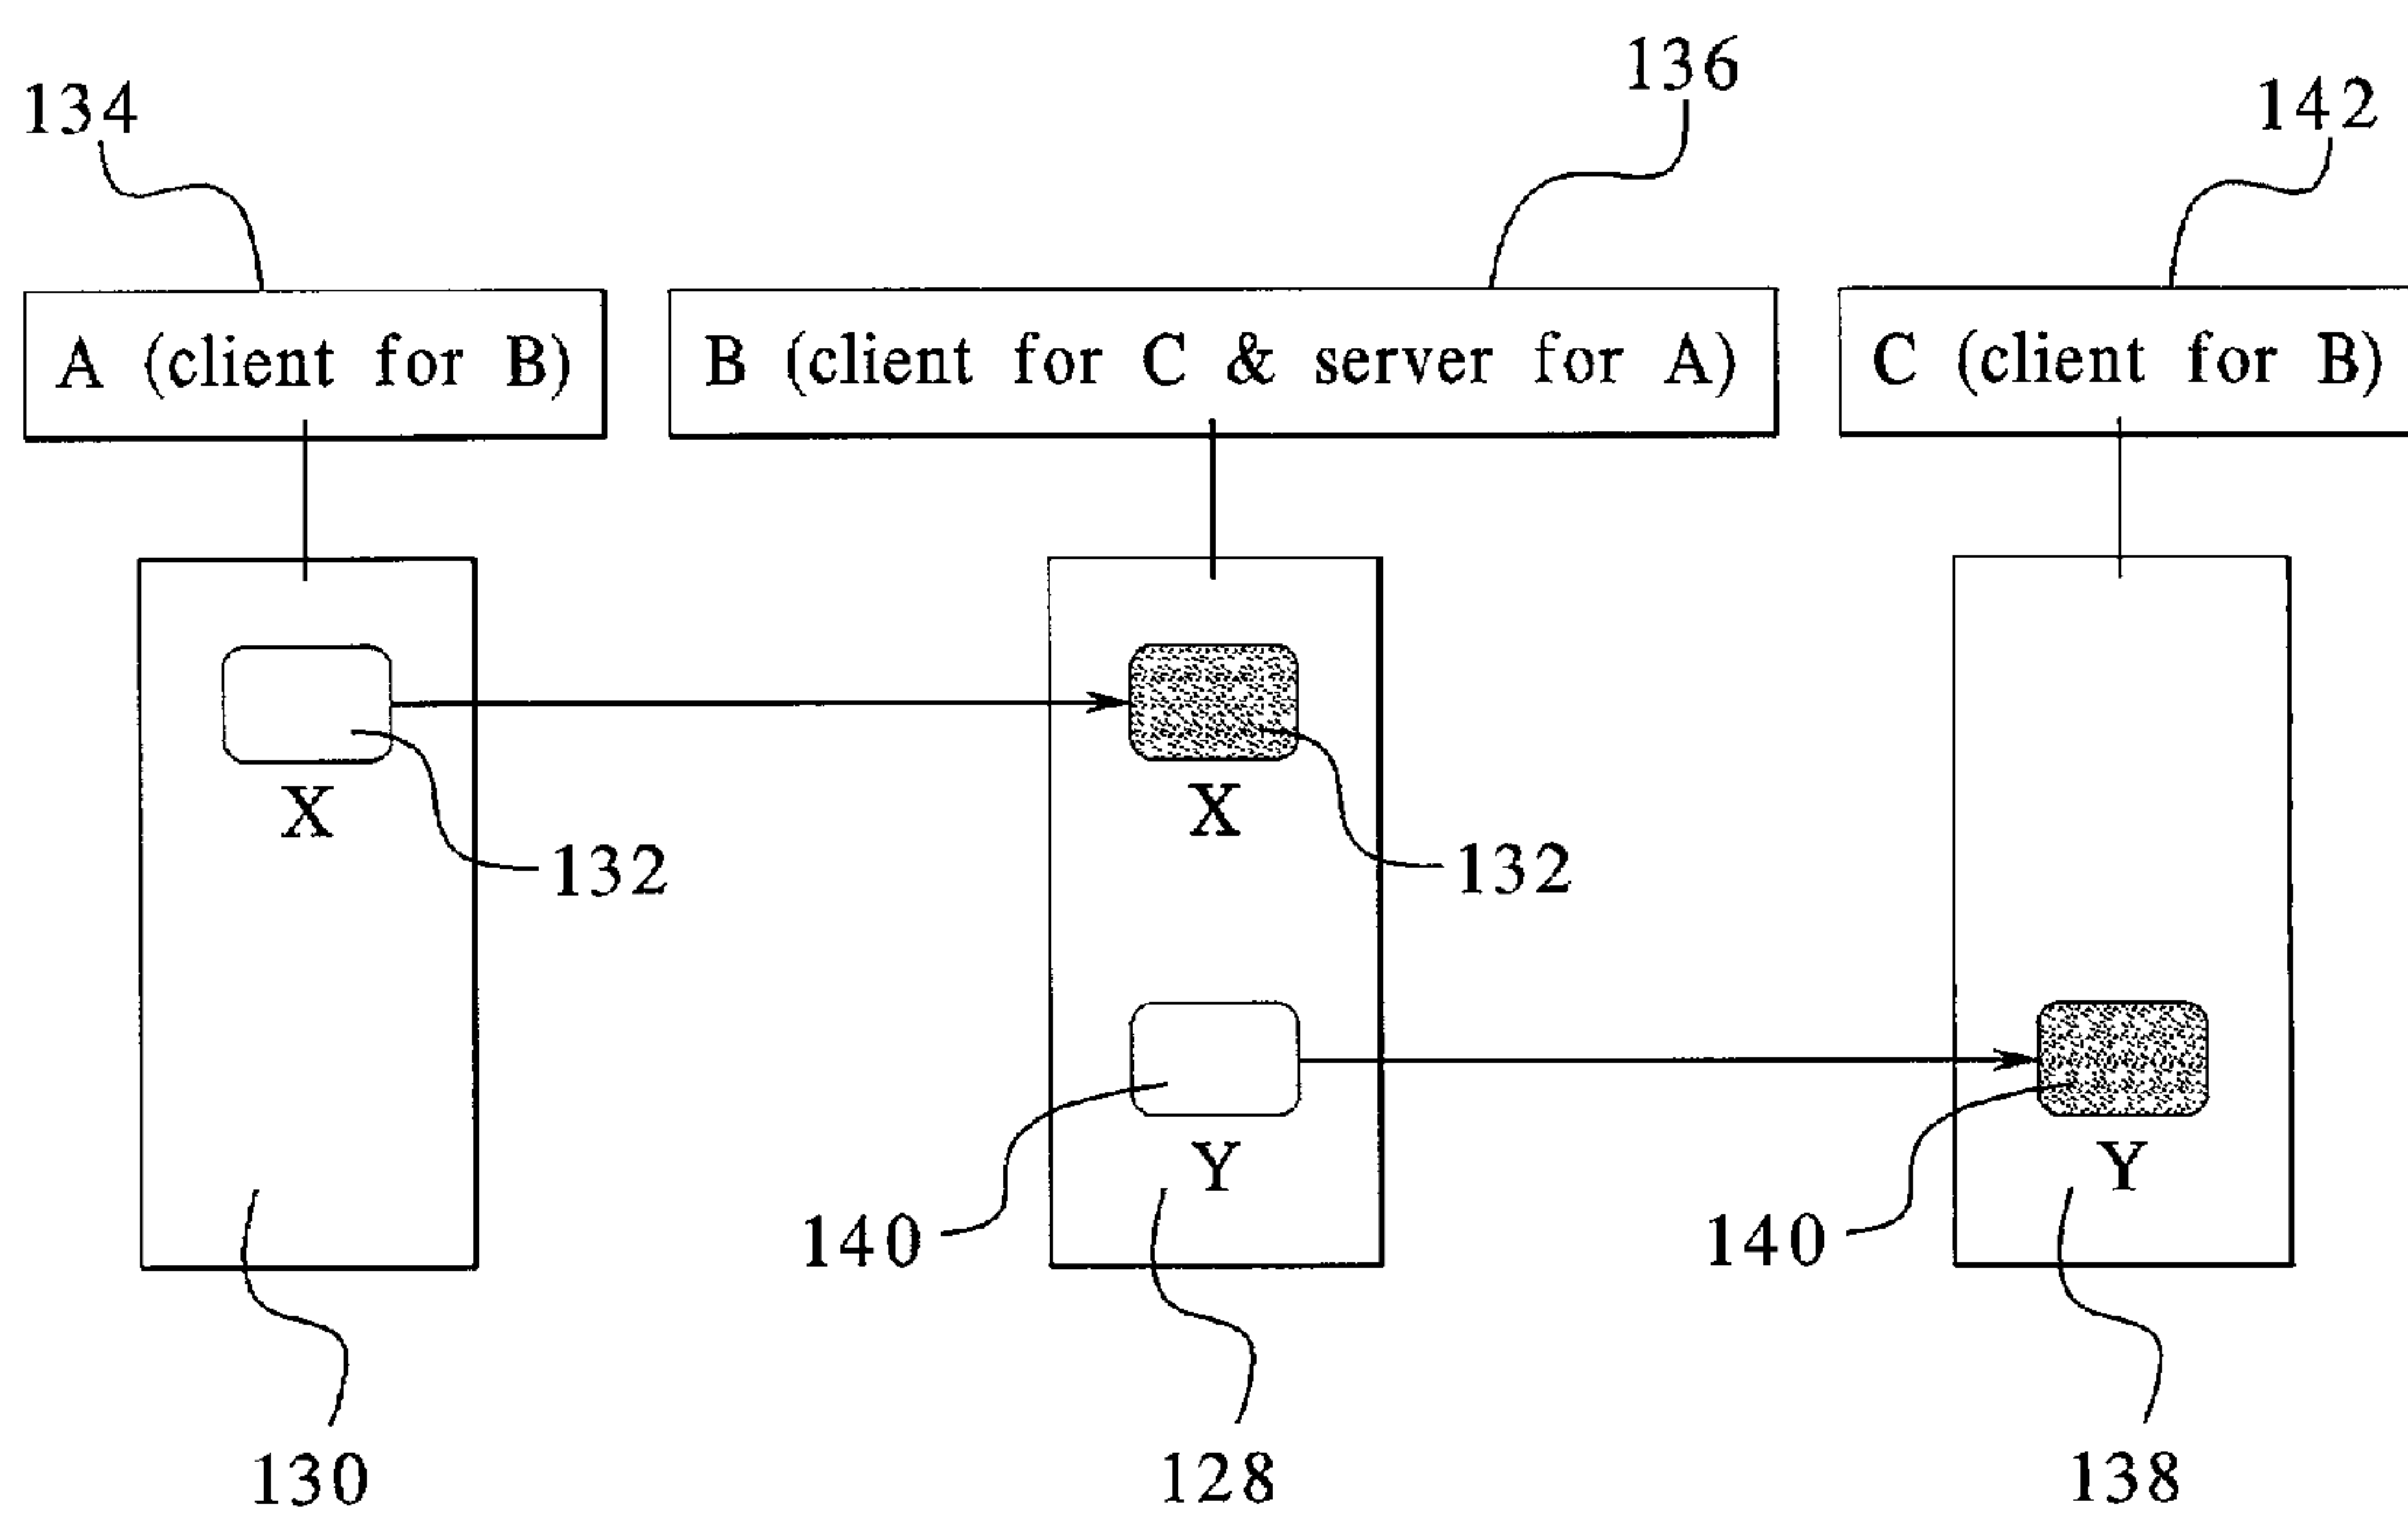 134
136
142
A (client for B)
B (client for C & server for A)
C (client for B)
X
X
132
132
Y
Y
140
140
130
128
138